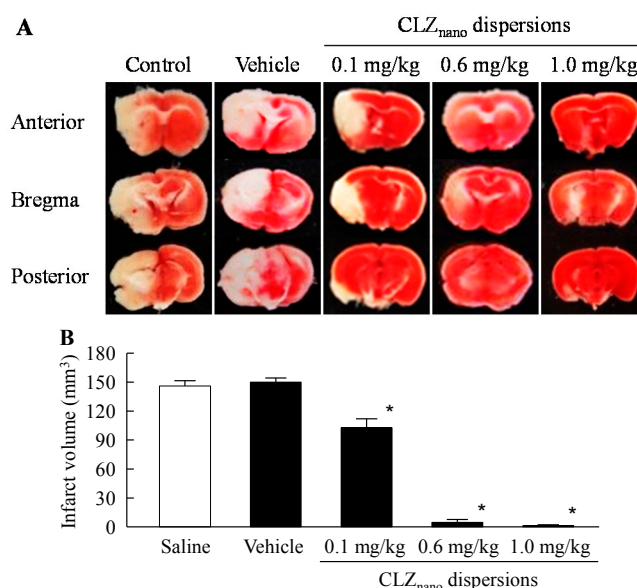 A
CLZnano dispersions
Control Vehicle 0.1 mg/kg 0.6 mg/kg 1.0 mg/kg
Anterior
Bregma
Posterior
B
Infarct volume (mm³)
180
150
120
90
60
30
0
*
*
*
Saline Vehicle 0.1 mg/kg 0.6 mg/kg 1.0 mg/kg
CLZnano dispersions